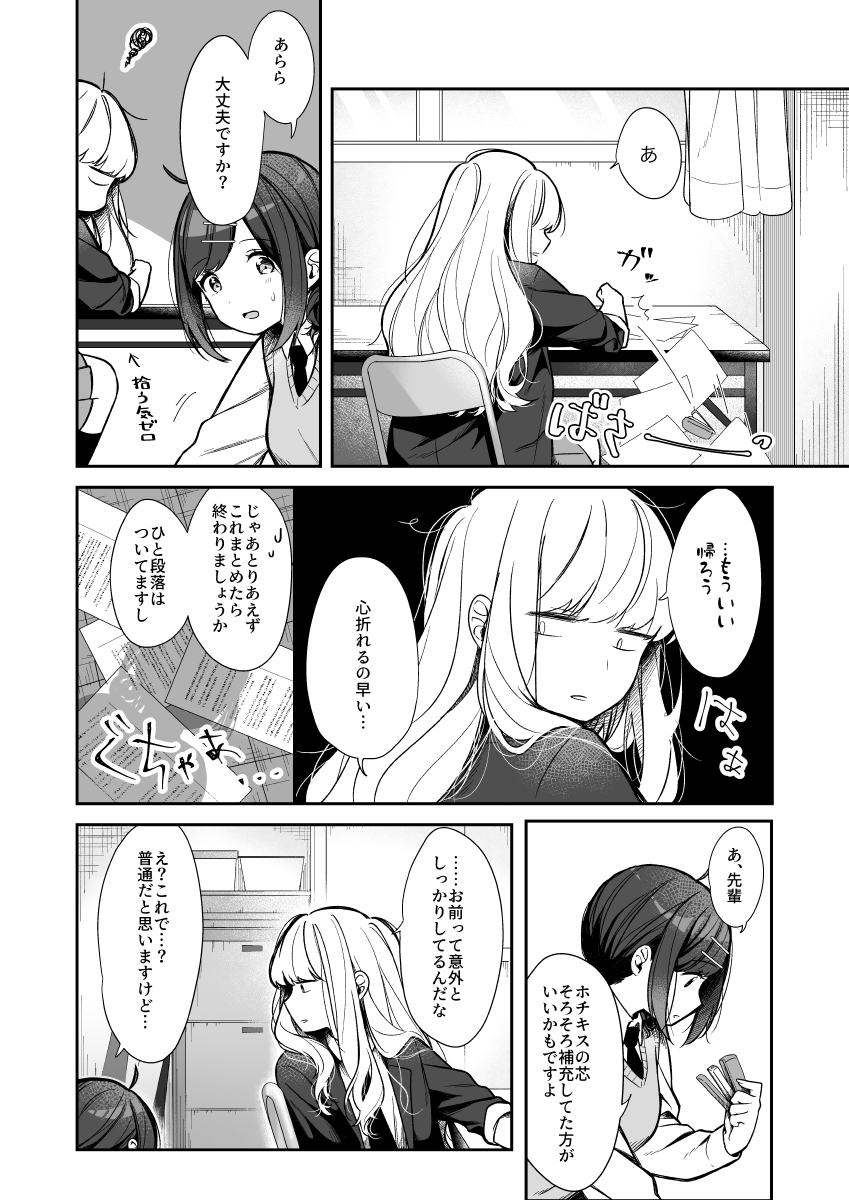 あ
ガッ
ばさーっ
あらら
大丈夫ですか？
拾う気ゼロ
…もういい
帰ろう
はぁ
心折れるの早い…
じゃあとりあえず
これまとめたら
終わりましょうか
ひと段落は
ついてますし
ぐちゃぁ…
あ、先輩
ホチキスの芯
そろそろ補充してた方が
いいかもですよ
……お前って意外と
しっかりしてるんだな
え？これで…？
普通だと思いますけど…